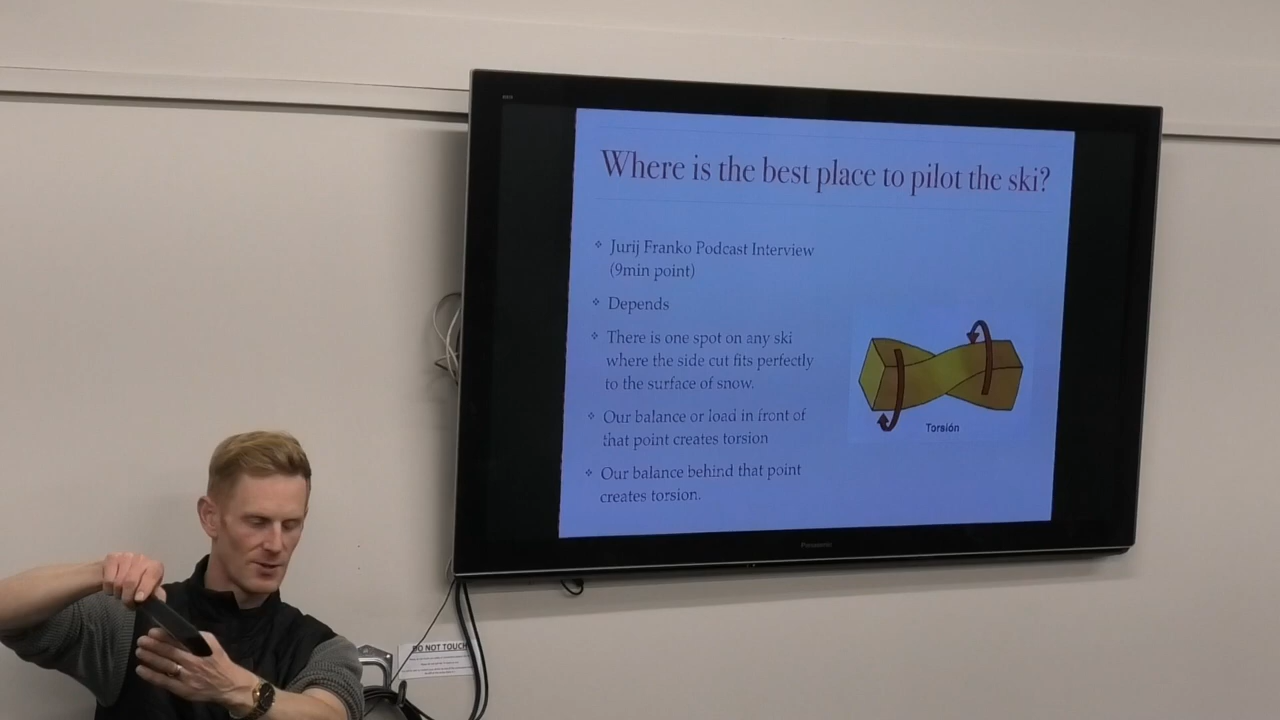 Where is the best place to pilot the ski?
❖ Jurij Franko Podcast Interview
(9min point)
❖ Depends
❖ There is one spot on any ski
where the side cut fits perfectly
to the surface of snow.
❖ Our balance or load in front of
that point creates torsion
❖ Our balance behind that point
creates torsion.
Torsión
Panasonic
DO NOT TOUCH